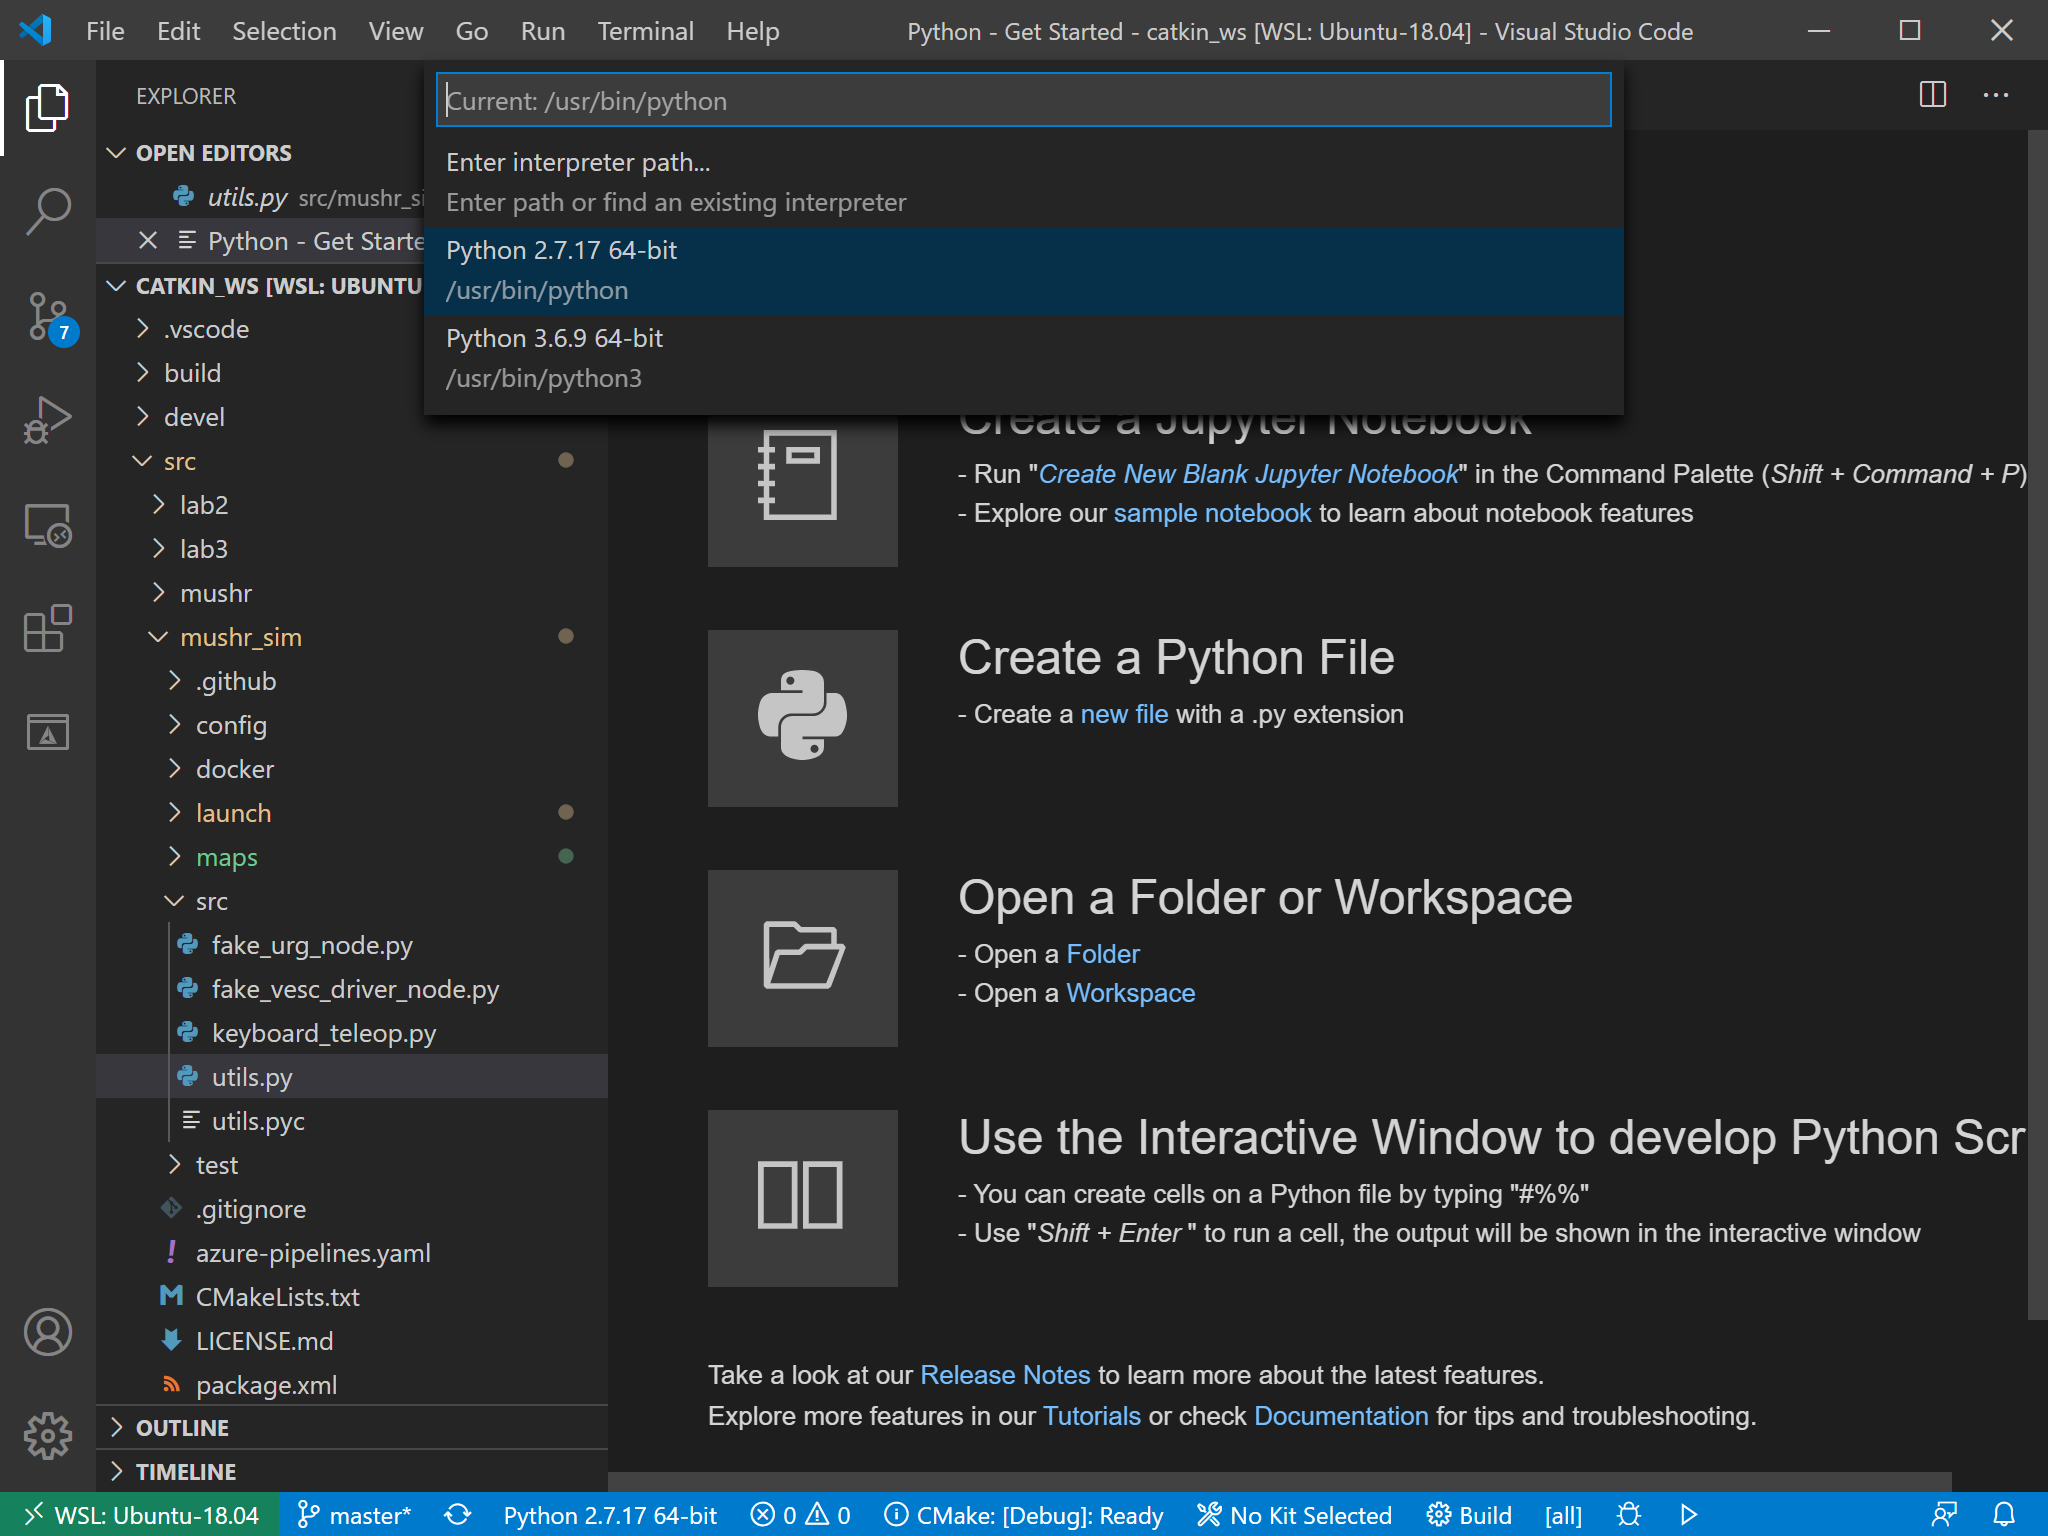 File Edit Selection View Go Run Terminal Help
Python - Get Started - catkin_ws [WSL: Ubuntu-18.04] - Visual Studio Code
EXPLORER
OPEN EDITORS
utils.py src/mushr_si
Python - Get Starte
CATKIN_WS [WSL: UBUNTU
.vscode
build
devel
src
lab2
lab3
mushr
mushr_sim
.github
config
docker
launch
maps
src
fake_urg_node.py
fake_vesc_driver_node.py
keyboard_teleop.py
utils.py
utils.pyc
test
.gitignore
azure-pipelines.yaml
CMakeLists.txt
LICENSE.md
package.xml
OUTLINE
TIMELINE
7
Current: /usr/bin/python
Enter interpreter path...
Enter path or find an existing interpreter
Python 2.7.17 64-bit
/usr/bin/python
Python 3.6.9 64-bit
/usr/bin/python3
Create a Jupyter Notebook
- Run "Create New Blank Jupyter Notebook" in the Command Palette (Shift + Command + P)
- Explore our sample notebook to learn about notebook features
Create a Python File
- Create a new file with a .py extension
Open a Folder or Workspace
- Open a Folder
- Open a Workspace
Use the Interactive Window to develop Python Scr
- You can create cells on a Python file by typing "#%%"
- Use "Shift + Enter " to run a cell, the output will be shown in the interactive window
Take a look at our Release Notes to learn more about the latest features.
Explore more features in our Tutorials or check Documentation for tips and troubleshooting.
WSL: Ubuntu-18.04 master* Python 2.7.17 64-bit 0 0 CMake: [Debug]: Ready No Kit Selected Build [all]